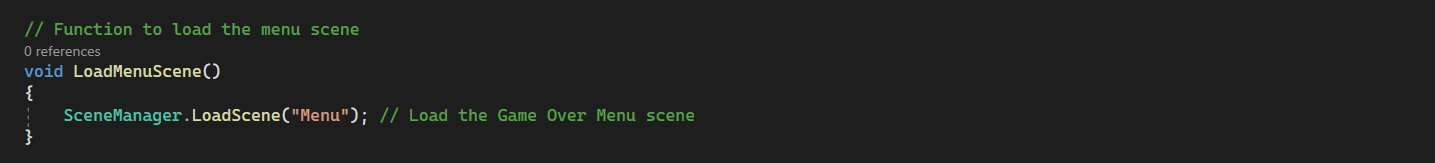 // Function to load the menu scene
0 references
void LoadMenuScene()
{
    SceneManager.LoadScene("Menu"); // Load the Game Over Menu scene
}